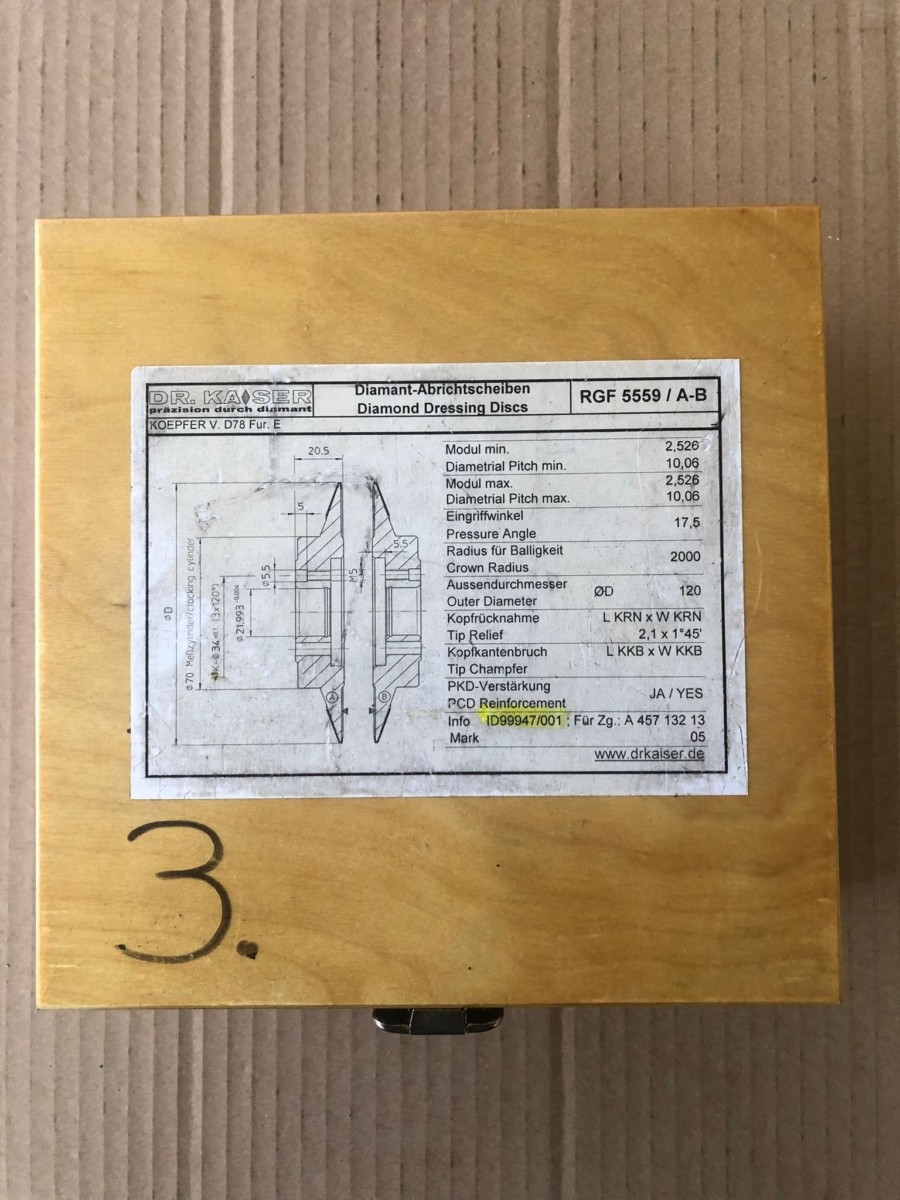 DR. KAISER
präzision durch diamant
Diamant-Abrichtscheiben
Diamond Dressing Discs
RGF 5559 / A-B
KOEPFER V. D78 Fur. E
20.5
5
5.5
ø5.5
M5
øD
ø70 Meßzylinder/clocking cylinder
34 (3x120°)
ø 21,993 -0.004
A
B
Modul min. 2,526
Diametrial Pitch min. 10,06
Modul max. 2,526
Diametrial Pitch max. 10,06
Eingriffwinkel
Pressure Angle 17,5
Radius für Balligkeit
Crown Radius 2000
Aussendurchmesser
Outer Diameter ØD 120
Kopfrücknahme L KRN x W KRN
Tip Relief 2,1 x 1°45'
Kopfkantenbruch L KKB x W KKB
Tip Champfer
PKD-Verstärkung
PCD Reinforcement JA / YES
Info ID99947/001 ; Für Zg.: A 457 132 13
Mark 05
www.drkaiser.de
3.